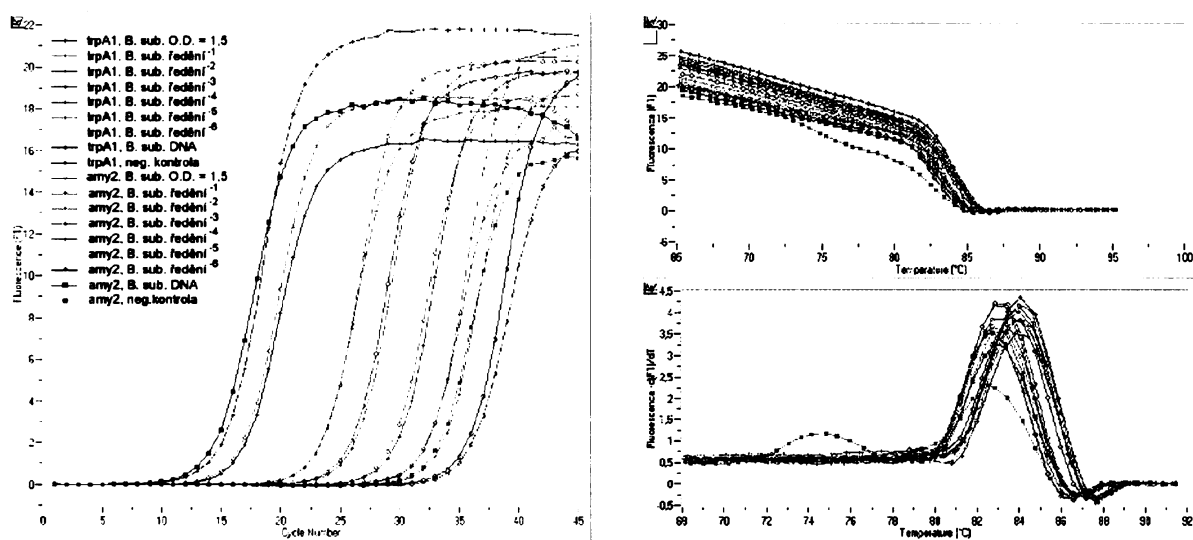 22
20
18
16
14
12
10
8
6
4
2
0
Fluorescence (F1)
trpA1, B. sub. O.D. = 1,5
trpA1, B. sub. ředění -1
trpA1, B. sub. ředění -2
trpA1, B. sub. ředění -3
trpA1, B. sub. ředění -4
trpA1, B. sub. ředění -5
trpA1, B. sub. ředění -6
trpA1, B. sub. DNA
trpA1, neg. kontrola
amy2, B. sub. O.D. = 1,5
amy2, B. sub. ředění -1
amy2, B. sub. ředění -2
amy2, B. sub. ředění -3
amy2, B. sub. ředění -4
amy2, B. sub. ředění -5
amy2, B. sub. ředění -6
amy2, B. sub. DNA
amy2, neg.kontrola
0 5 10 15 20 25 30 35 40 45
Cycle Number
30
25
20
15
10
5
0
-5
Fluorescence (F1)
65 70 75 80 85 90 95 100
Temperature (°C)
4,5
4
3,5
3
2,5
2
1,5
1
0,5
0
-0,5
Fluorescence -d(F1)/dT
68 70 72 74 76 78 80 82 84 86 88 90 92
Temperature (°C)